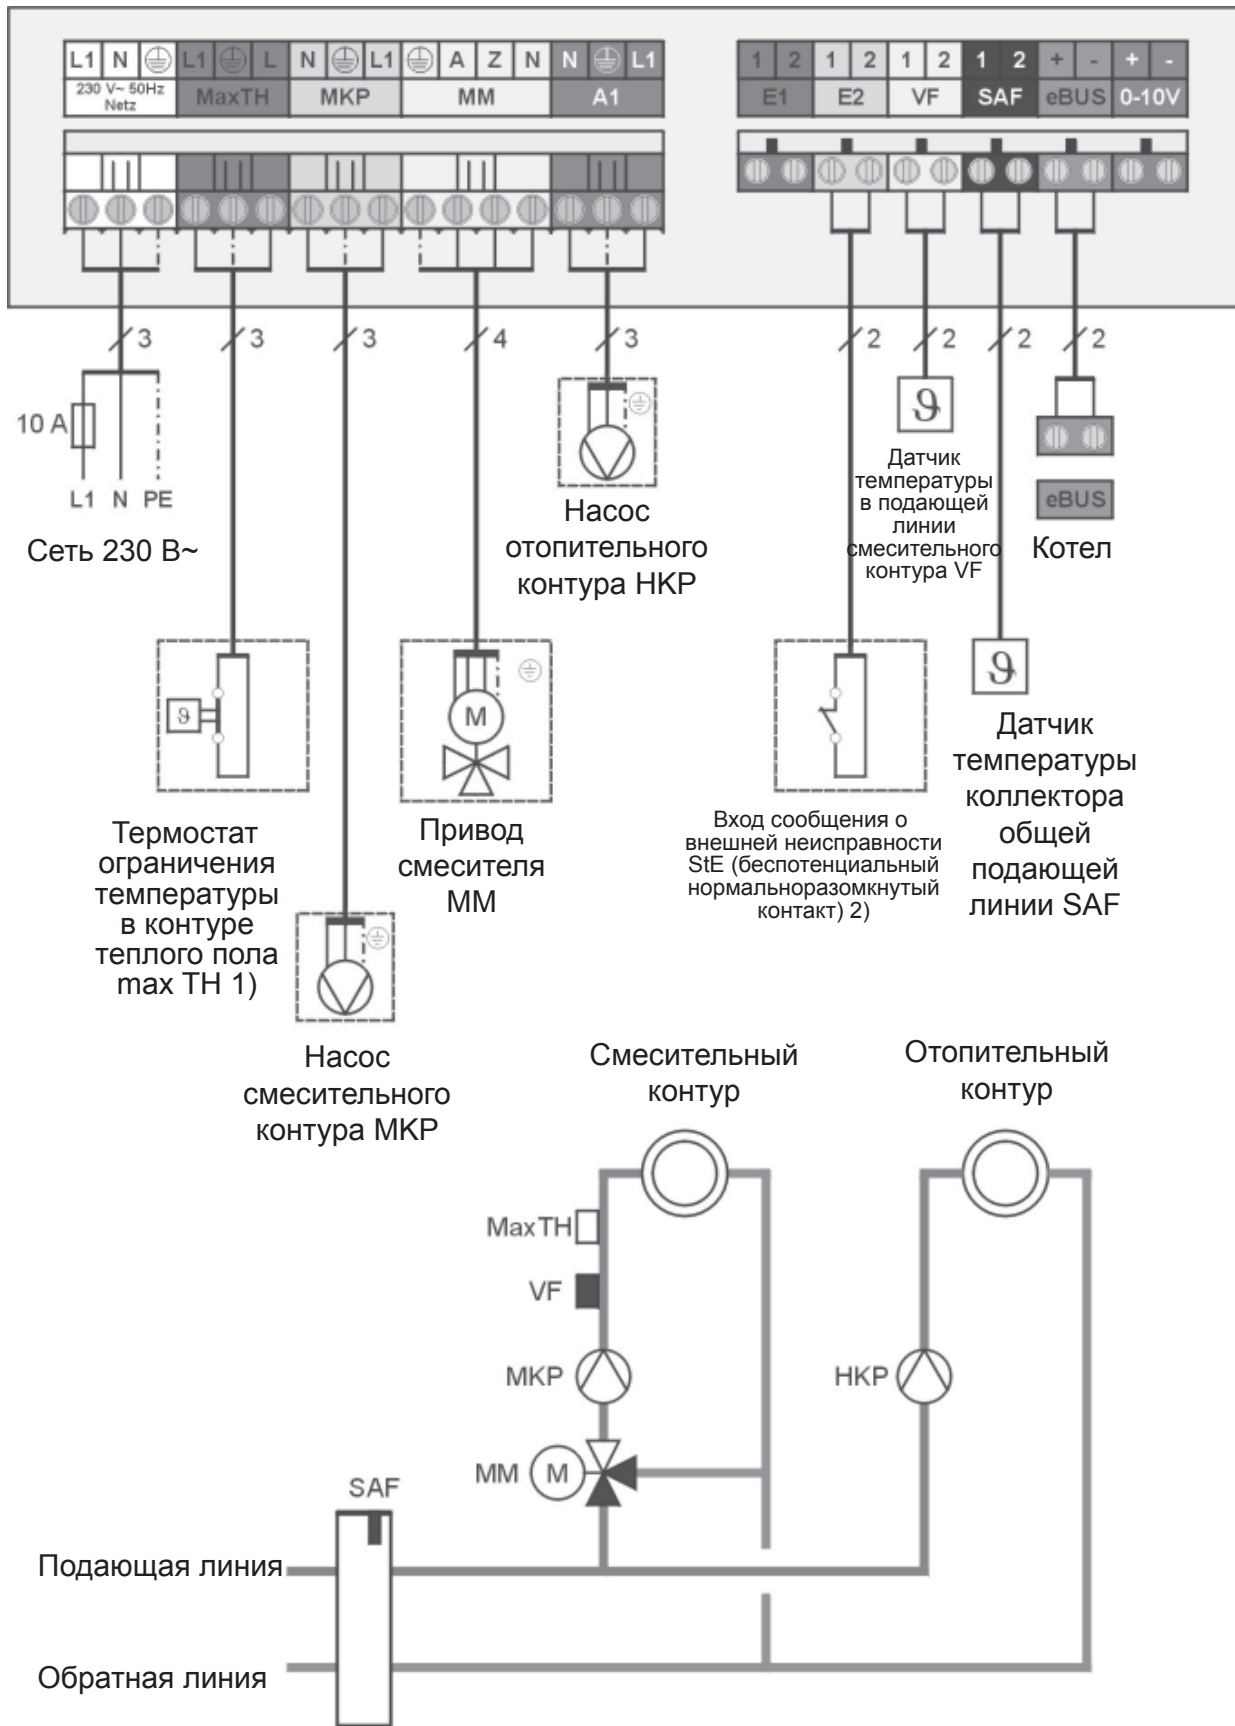 L1 N L1 L N L1 A Z N N L1
230 V~ 50Hz
Netz
MaxTH MKP MM A1
1 2 1 2 1 2 1 2 + - + -
E1 E2 VF SAF eBUS 0-10V
3 3 3 4 3 2 2 2 2
10 A
L1 N PE
Сеть 230 В~
Насос
отопительного
контура HKP
ϑ
Датчик
температуры
в подающей
линии
смесительного
контура VF
eBUS
Котел
ϑ
Термостат
ограничения
температуры
в контуре
теплого пола
max TH 1)
M
Привод
смесителя
ММ
Вход сообщения о
внешней неисправности
StE (беспотенциальный
нормальноразомкнутый
контакт) 2)
ϑ
Датчик
температуры
коллектора
общей
подающей
линии SAF
Насос
смесительного
контура MKP
Смесительный
контур
Отопительный
контур
MaxTH
VF
MKP
HKP
MM M
SAF
Подающая линия
Обратная линия